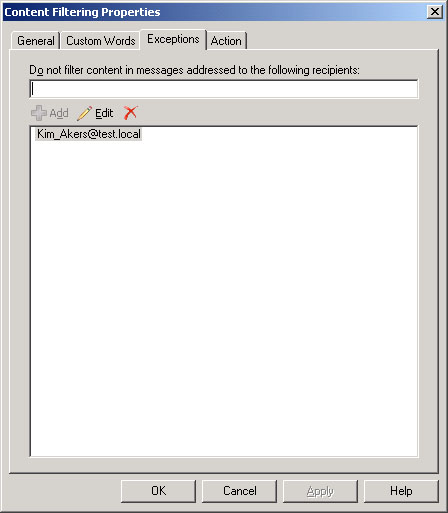 Content Filtering Properties
General Custom Words Exceptions Action
Do not filter content in messages addressed to the following recipients:
Add Edit
Kim_Akers@test.local
OK Cancel Apply Help